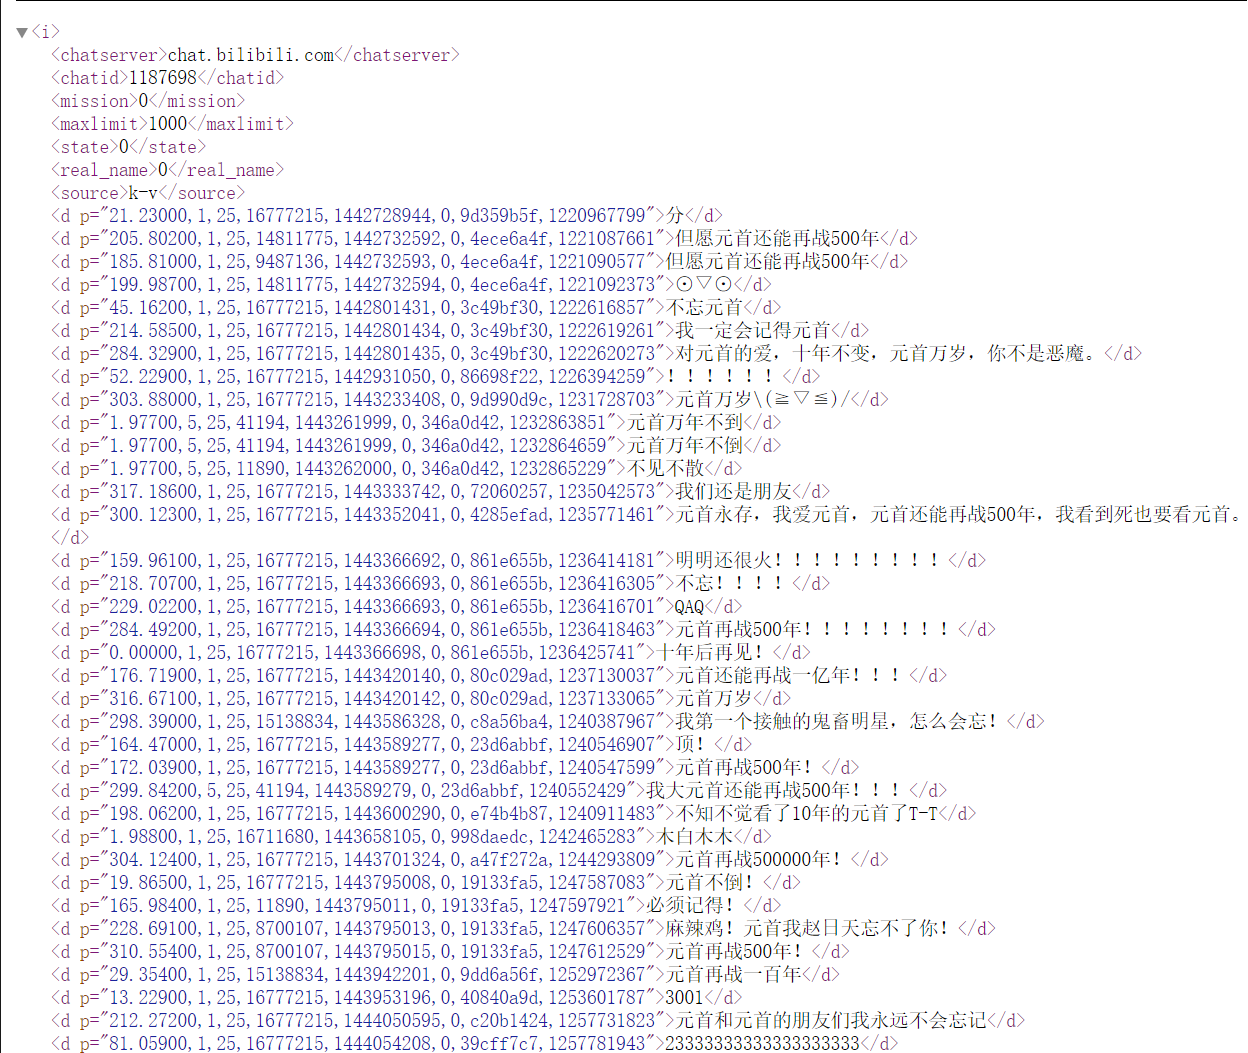 ▼<i>
<chatserver>chat.bilibili.com</chatserver>
<chatid>1187698</chatid>
<mission>0</mission>
<maxlimit>1000</maxlimit>
<state>0</state>
<real_name>0</real_name>
<source>k-v</source>
<d p="21.23000,1,25,16777215,1442728944,0,9d359b5f,1220967799">分</d>
<d p="205.80200,1,25,14811775,1442732592,0,4ece6a4f,1221087661">但愿元首还能再战500年</d>
<d p="185.81000,1,25,9487136,1442732593,0,4ece6a4f,1221090577">但愿元首还能再战500年</d>
<d p="199.98700,1,25,14811775,1442732594,0,4ece6a4f,1221092373">⊙▽⊙</d>
<d p="45.16200,1,25,16777215,1442801431,0,3c49bf30,1222616857">不忘元首</d>
<d p="214.58500,1,25,16777215,1442801434,0,3c49bf30,1222619261">我一定会记得元首</d>
<d p="284.32900,1,25,16777215,1442801435,0,3c49bf30,1222620273">对元首的爱，十年不变，元首万岁，你不是恶魔。</d>
<d p="52.22900,1,25,16777215,1442931050,0,86698f22,1226394259">！！！！！！</d>
<d p="303.88000,1,25,16777215,1443233408,0,9d990d9c,1231728703">元首万岁\(≧▽≦)/</d>
<d p="1.97700,5,25,41194,1443261999,0,346a0d42,1232863851">元首万年不到</d>
<d p="1.97700,5,25,41194,1443261999,0,346a0d42,1232864659">元首万年不倒</d>
<d p="1.97700,5,25,11890,1443262000,0,346a0d42,1232865229">不见不散</d>
<d p="317.18600,1,25,16777215,1443333742,0,72060257,1235042573">我们还是朋友</d>
<d p="300.12300,1,25,16777215,1443352041,0,4285efad,1235771461">元首永存，我爱元首，元首还能再战500年，我看到死也要看元首。
</d>
<d p="159.96100,1,25,16777215,1443366692,0,861e655b,1236414181">明明还很火！！！！！！！！！</d>
<d p="218.70700,1,25,16777215,1443366693,0,861e655b,1236416305">不忘！！！！</d>
<d p="229.02200,1,25,16777215,1443366693,0,861e655b,1236416701">QAQ</d>
<d p="284.49200,1,25,16777215,1443366694,0,861e655b,1236418463">元首再战500年！！！！！！！！</d>
<d p="0.00000,1,25,16777215,1443366698,0,861e655b,1236425741">十年后再见！</d>
<d p="176.71900,1,25,16777215,1443420140,0,80c029ad,1237130037">元首还能再战一亿年！！！</d>
<d p="316.67100,1,25,16777215,1443420142,0,80c029ad,1237133065">元首万岁</d>
<d p="298.39000,1,25,15138834,1443586328,0,c8a56ba4,1240387967">我第一个接触的鬼畜明星，怎么会忘！</d>
<d p="164.47000,1,25,16777215,1443589277,0,23d6abbf,1240546907">顶！</d>
<d p="172.03900,1,25,16777215,1443589277,0,23d6abbf,1240547599">元首再战500年！</d>
<d p="299.84200,5,25,41194,1443589279,0,23d6abbf,1240552429">我大元首还能再战500年！！！</d>
<d p="198.06200,1,25,16777215,1443600290,0,e74b4b87,1240911483">不知不觉看了10年的元首了T-T</d>
<d p="1.98800,1,25,16711680,1443658105,0,998daedc,1242465283">木白木木</d>
<d p="304.12400,1,25,16777215,1443701324,0,a47f272a,1244293809">元首再战500000年！</d>
<d p="19.86500,1,25,16777215,1443795008,0,19133fa5,1247587083">元首不倒！</d>
<d p="165.98400,1,25,11890,1443795011,0,19133fa5,1247597921">必须记得！</d>
<d p="228.69100,1,25,8700107,1443795013,0,19133fa5,1247606357">麻辣鸡！元首我赵日天忘不了你！</d>
<d p="310.55400,1,25,8700107,1443795015,0,19133fa5,1247612529">元首再战500年！</d>
<d p="29.35400,1,25,15138834,1443942201,0,9dd6a56f,1252972367">元首再战一百年</d>
<d p="13.22900,1,25,16777215,1443953196,0,40840a9d,1253601787">3001</d>
<d p="212.27200,1,25,16777215,1444050595,0,c20b1424,1257731823">元首和元首的朋友们我永远不会忘记</d>
<d p="81.05900,1,25,16777215,1444054208,0,39cff7c7,1257781943">23333333333333333333</d>